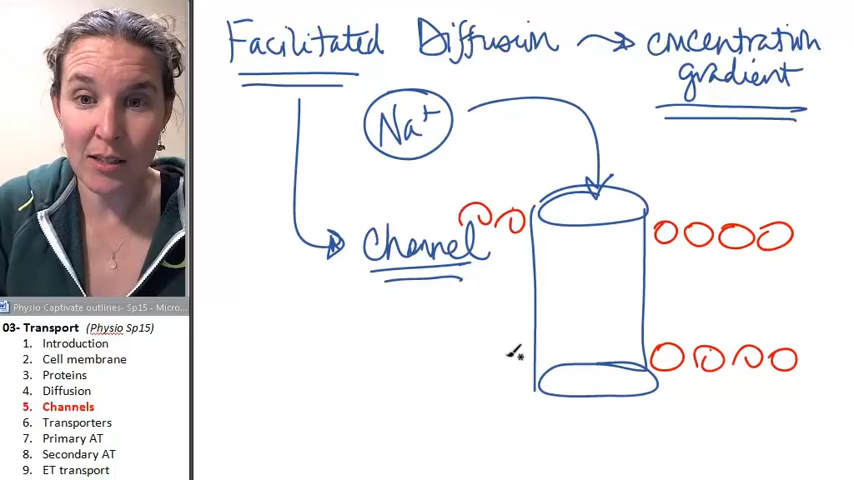 Facilitated Diffusion → concentration
gradient
Na+
Channel
Physio Captivate outlines- Sp15 - Micro...
03- Transport (Physio Sp15)
1. Introduction
2. Cell membrane
3. Proteins
4. Diffusion
5. Channels
6. Transporters
7. Primary AT
8. Secondary AT
9. ET transport